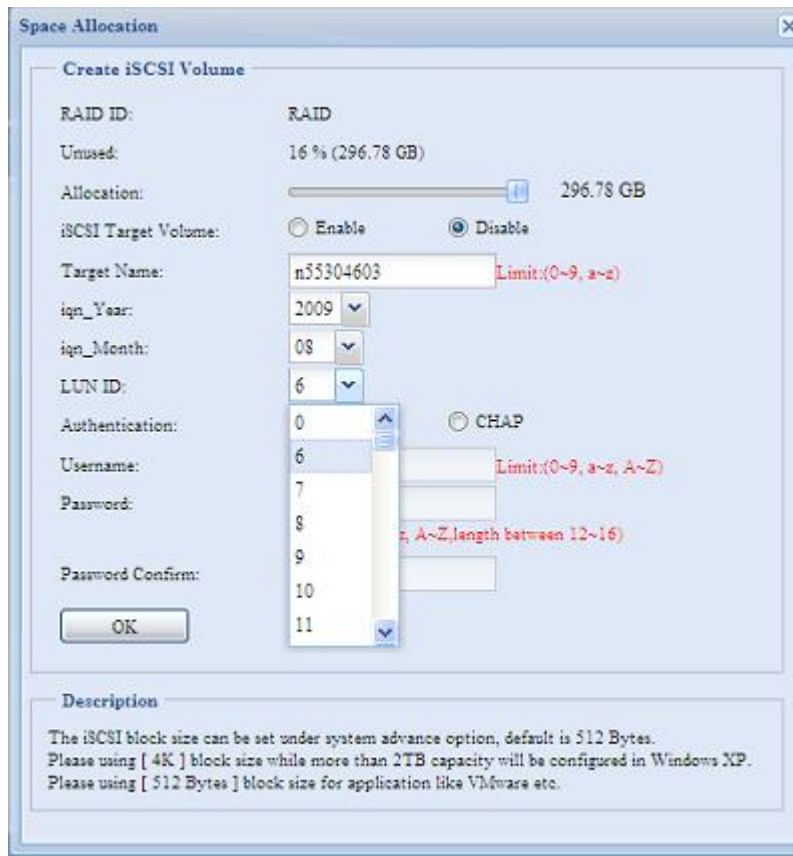 Space Allocation
Create iSCSI Volume
RAID ID: RAID
Unused: 16 % (296.78 GB)
Allocation: 296.78 GB
iSCSI Target Volume: Enable Disable
Target Name: n55304603 Limit:(0~9, a~z)
iqn_Year: 2009
iqn_Month: 08
LUN ID: 6
0
Authentication: CHAP
6
Username: Limit:(0~9, a~z, A~Z)
7
Password:
8
z, A~Z,length between 12~16)
9
Password Confirm:
10
OK
11
Description
The iSCSI block size can be set under system advance option, default is 512 Bytes.
Please using [ 4K ] block size while more than 2TB capacity will be configured in Windows XP.
Please using [ 512 Bytes ] block size for application like VMware etc.